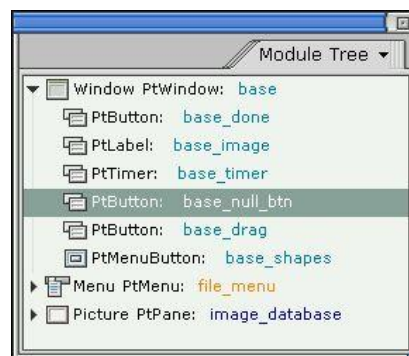 Module Tree
Window PtWindow: base
PtButton: base_done
PtLabel: base_image
PtTimer: base_timer
PtButton: base_null_btn
PtButton: base_drag
PtMenuButton: base_shapes
Menu PtMenu: file_menu
Picture PtPane: image_database